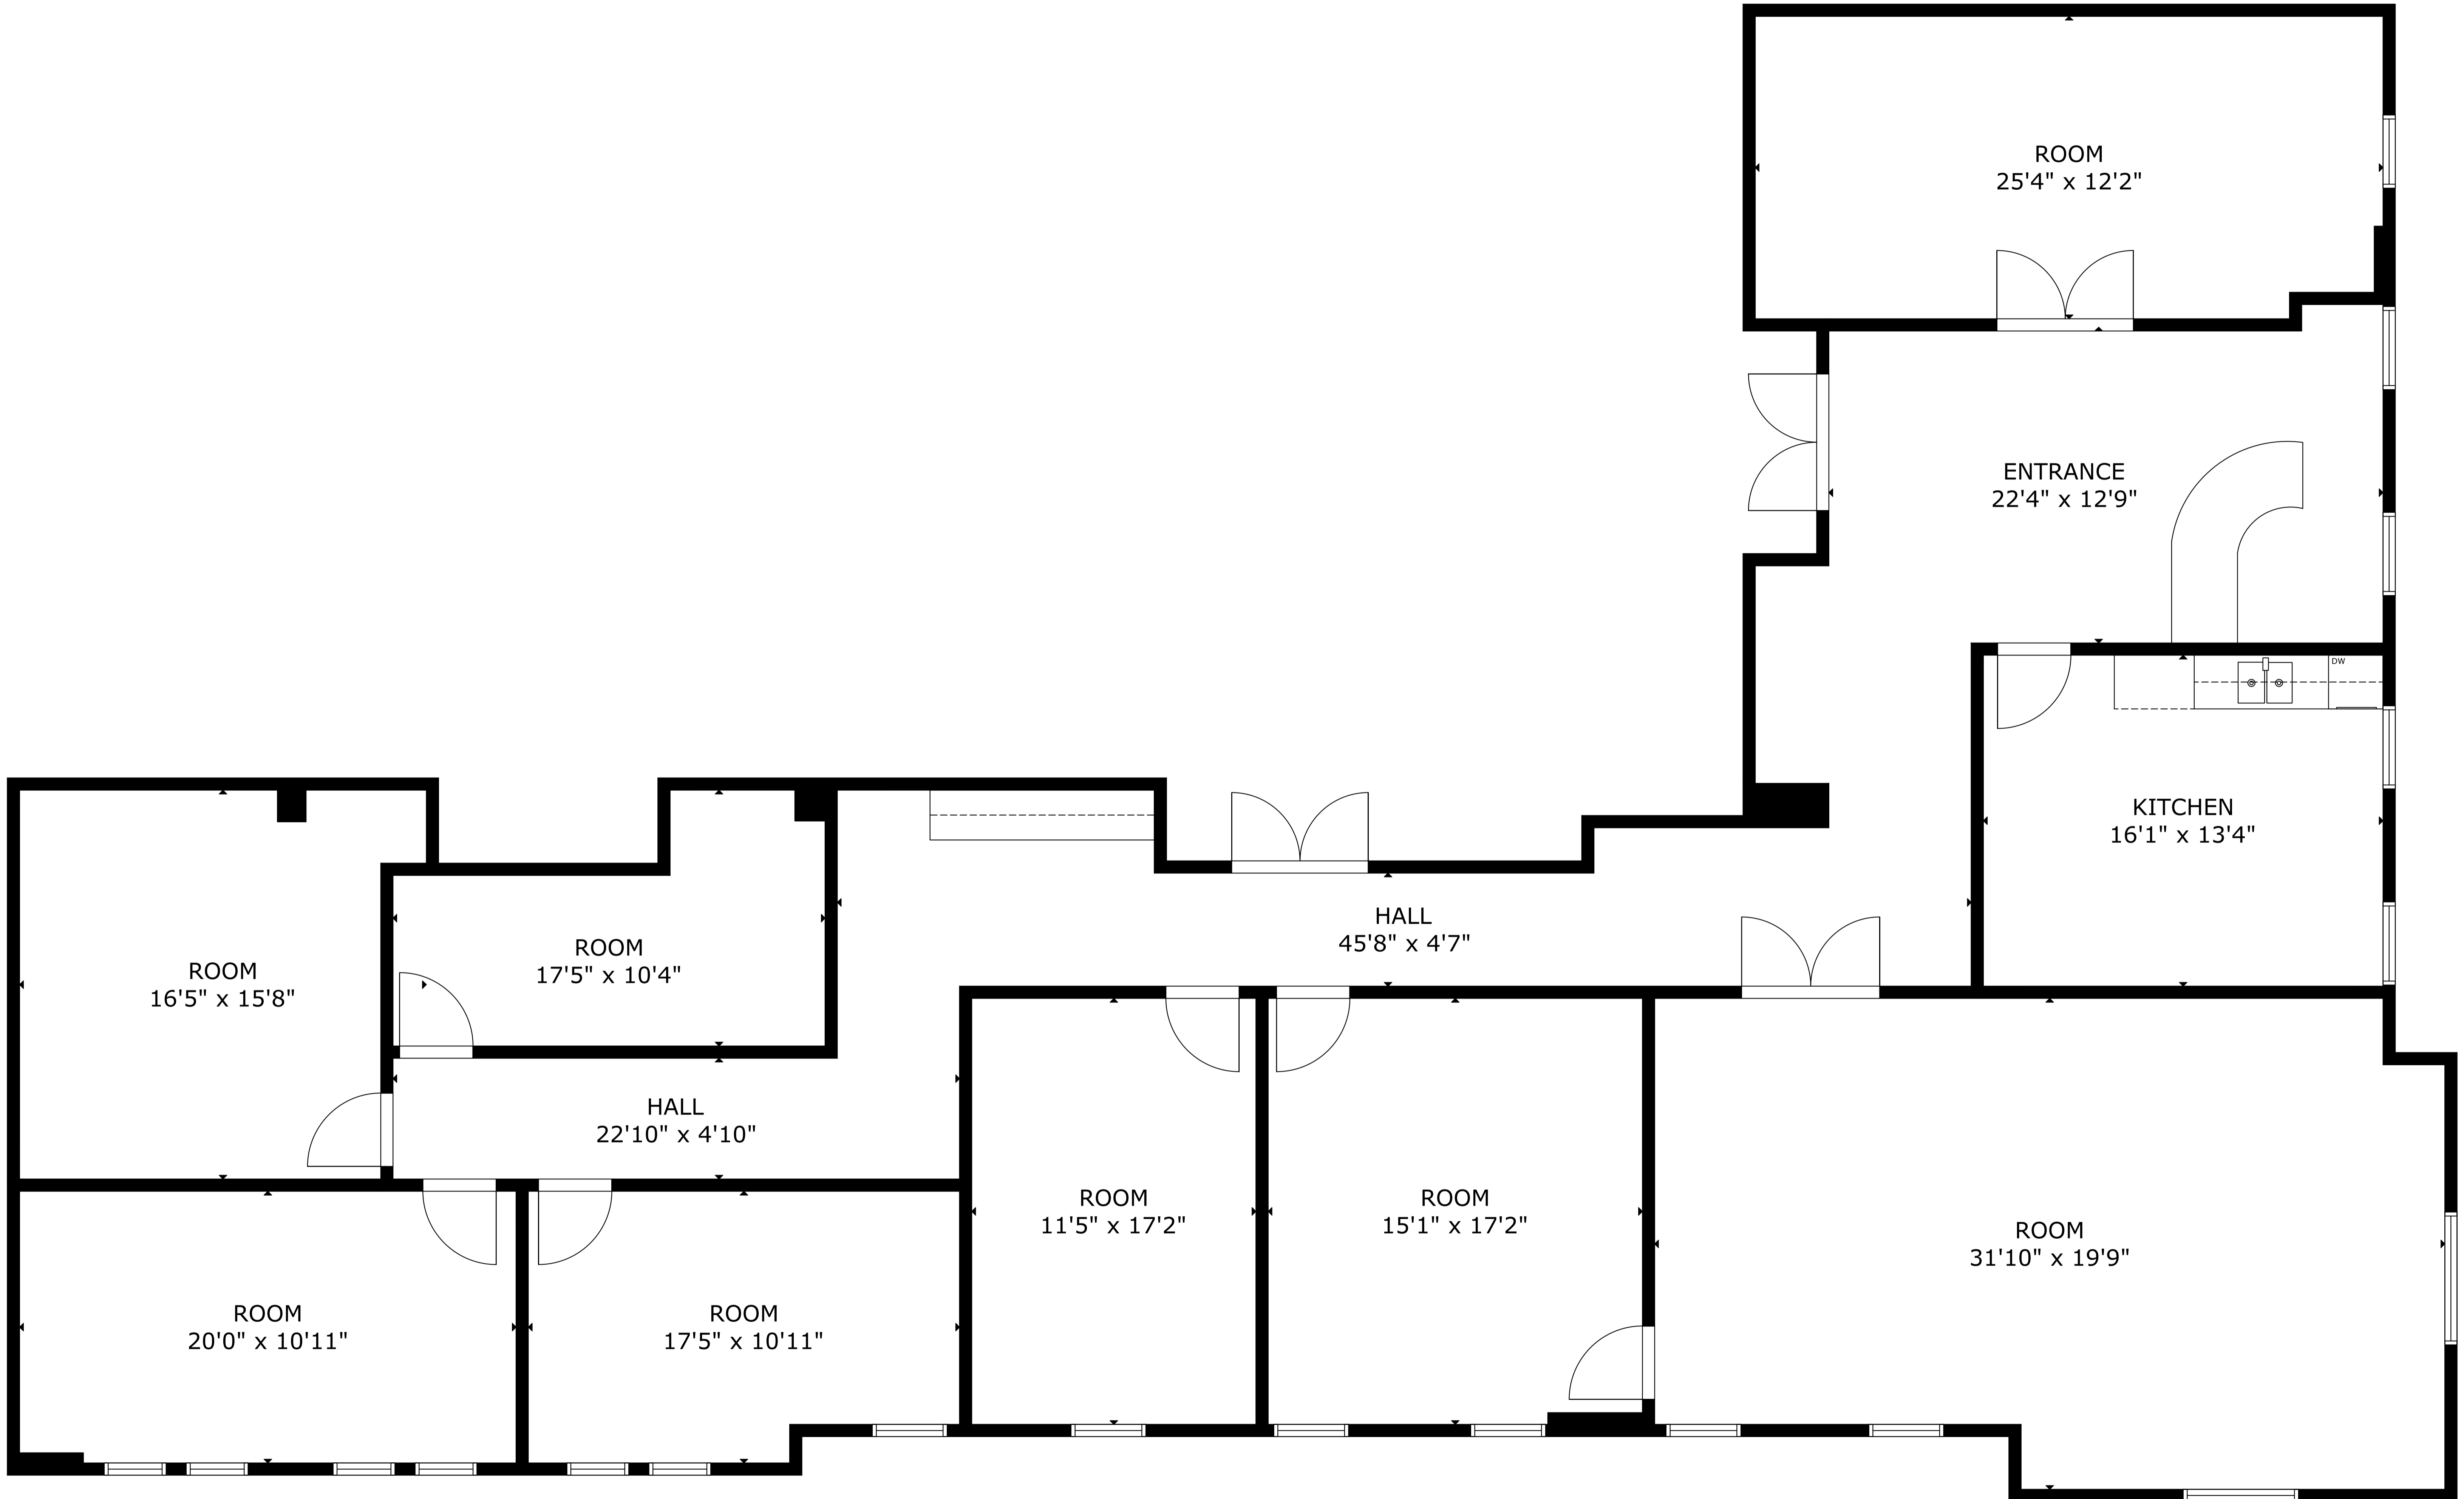 ROOM
25'4" x 12'2"
ENTRANCE
22'4" x 12'9"
DW
KITCHEN
16'1" x 13'4"
HALL
45'8" x 4'7"
ROOM
17'5" x 10'4"
ROOM
16'5" x 15'8"
HALL
22'10" x 4'10"
ROOM
11'5" x 17'2"
ROOM
15'1" x 17'2"
ROOM
31'10" x 19'9"
ROOM
20'0" x 10'11"
ROOM
17'5" x 10'11"